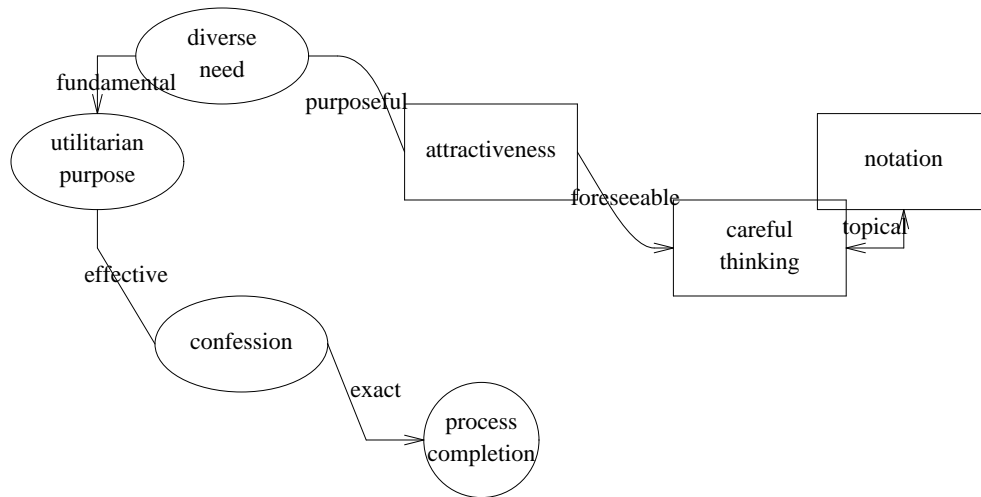 diverse
need
fundamental
purposeful
utilitarian
purpose
attractiveness
notation
foreseeable
topical
careful
thinking
effective
confession
exact
process
completion